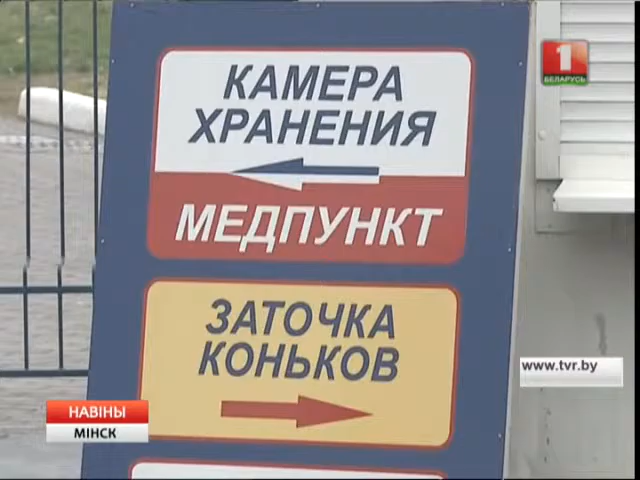 КАМЕРА
ХРАНЕНИЯ
МЕДПУНКТ
ЗАТОЧКА
КОНЬКОВ
1
БЕЛАРУСЬ
www.tvr.by
НАВІНЫ
МІНСК